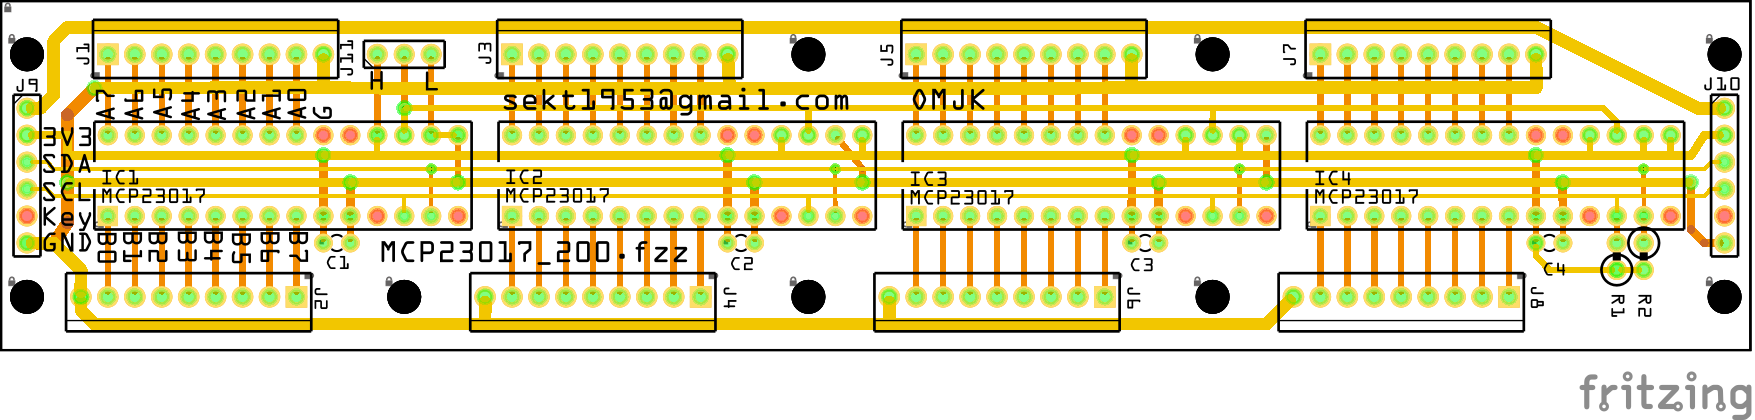 J1
J11
J3
J5
J7
J9
J10
H L
A7 A6 A5 A4 A3 A2 A1 A0 G
sekt1953@gmail.com
OMJK
3V3
SDA
SCL
Key
GND
IC1
MCP23017
IC2
MCP23017
IC3
MCP23017
IC4
MCP23017
B0 B1 B2 B3 B4 B5 B6 B7
C1
MCP23017_200.fzz
C2
C3
C4
J2
J4
J6
J8
R1
R2
fritzing